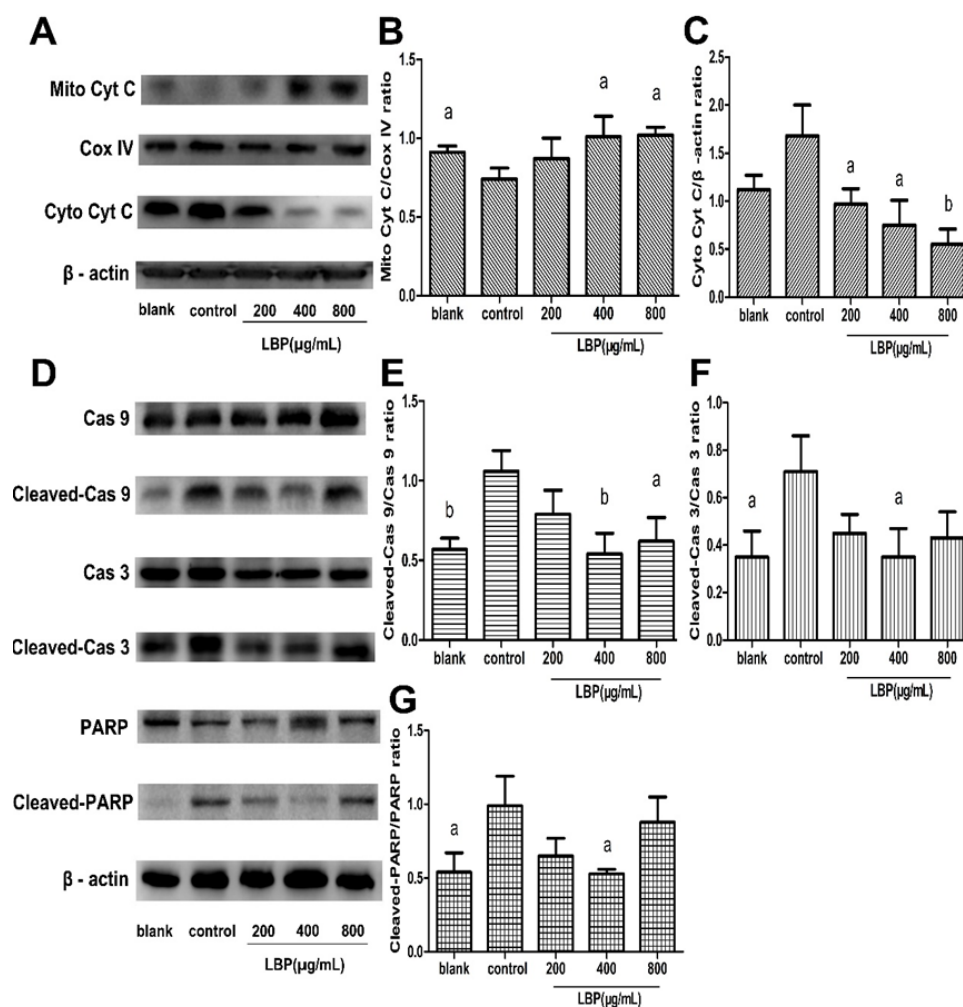 A
Mito Cyt C
Cox IV
Cyto Cyt C
β - actin
blank control 200 400 800
LBP(μg/mL)
B
Mito Cyt C/Cox IV ratio
1.5
1.0
0.5
0.0
a
a
a
blank control 200 400 800
LBP(μg/mL)
C
Cyto Cyt C/β -actin ratio
2.5
2.0
1.5
1.0
0.5
0.0
a
a
b
blank control 200 400 800
LBP(μg/mL)
D
Cas 9
Cleaved-Cas 9
Cas 3
Cleaved-Cas 3
PARP
Cleaved-PARP
β - actin
blank control 200 400 800
LBP(μg/mL)
E
Cleaved-Cas 9/Cas 9 ratio
1.5
1.0
0.5
0.0
b
b
a
blank control 200 400 800
LBP(μg/mL)
F
Cleaved-Cas 3/Cas 3 ratio
1.0
0.8
0.6
0.4
0.2
0.0
a
a
blank control 200 400 800
LBP(μg/mL)
G
Cleaved-PARP/PARP ratio
1.5
1.0
0.5
0.0
a
a
blank control 200 400 800
LBP(μg/mL)